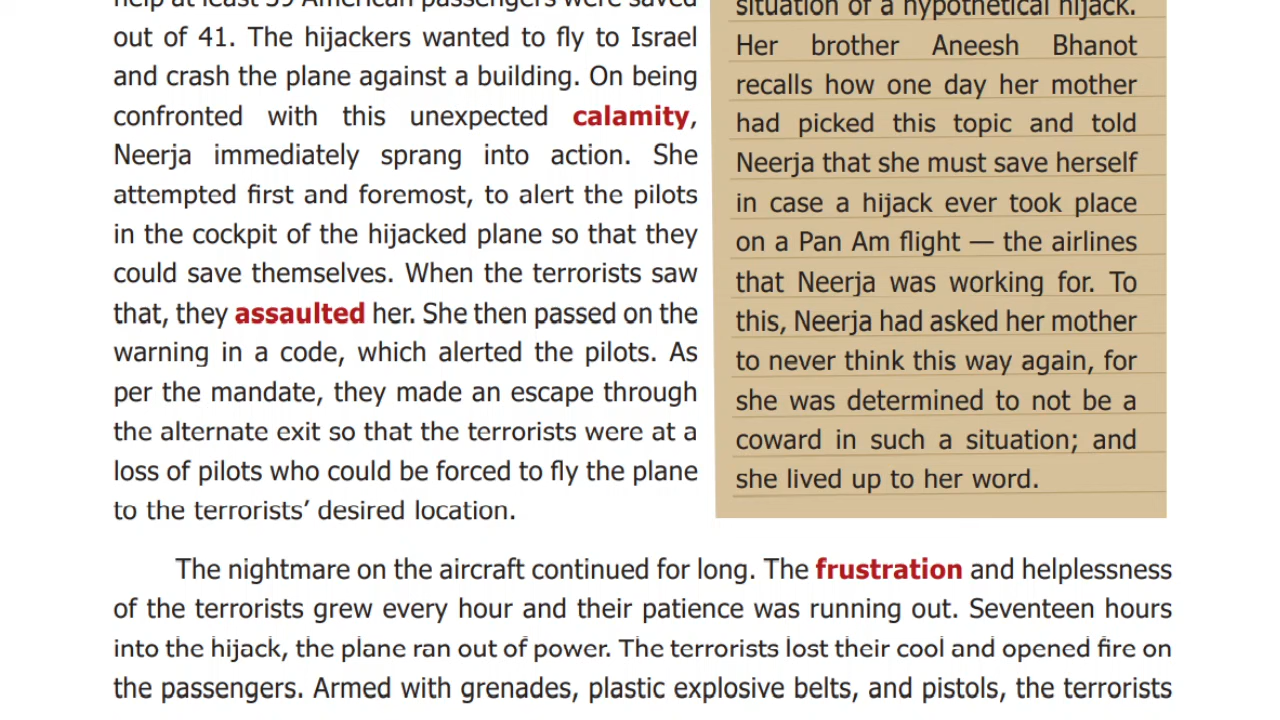 help at least 39 American passengers were saved
out of 41. The hijackers wanted to fly to Israel
and crash the plane against a building. On being
confronted with this unexpected calamity,
Neerja immediately sprang into action. She
attempted first and foremost, to alert the pilots
in the cockpit of the hijacked plane so that they
could save themselves. When the terrorists saw
that, they assaulted her. She then passed on the
warning in a code, which alerted the pilots. As
per the mandate, they made an escape through
the alternate exit so that the terrorists were at a
loss of pilots who could be forced to fly the plane
to the terrorists’ desired location.
situation of a hypothetical hijack.
Her brother Aneesh Bhanot
recalls how one day her mother
had picked this topic and told
Neerja that she must save herself
in case a hijack ever took place
on a Pan Am flight — the airlines
that Neerja was working for. To
this, Neerja had asked her mother
to never think this way again, for
she was determined to not be a
coward in such a situation; and
she lived up to her word.
The nightmare on the aircraft continued for long. The frustration and helplessness
of the terrorists grew every hour and their patience was running out. Seventeen hours
into the hijack, the plane ran out of power. The terrorists lost their cool and opened fire on
the passengers. Armed with grenades, plastic explosive belts, and pistols, the terrorists